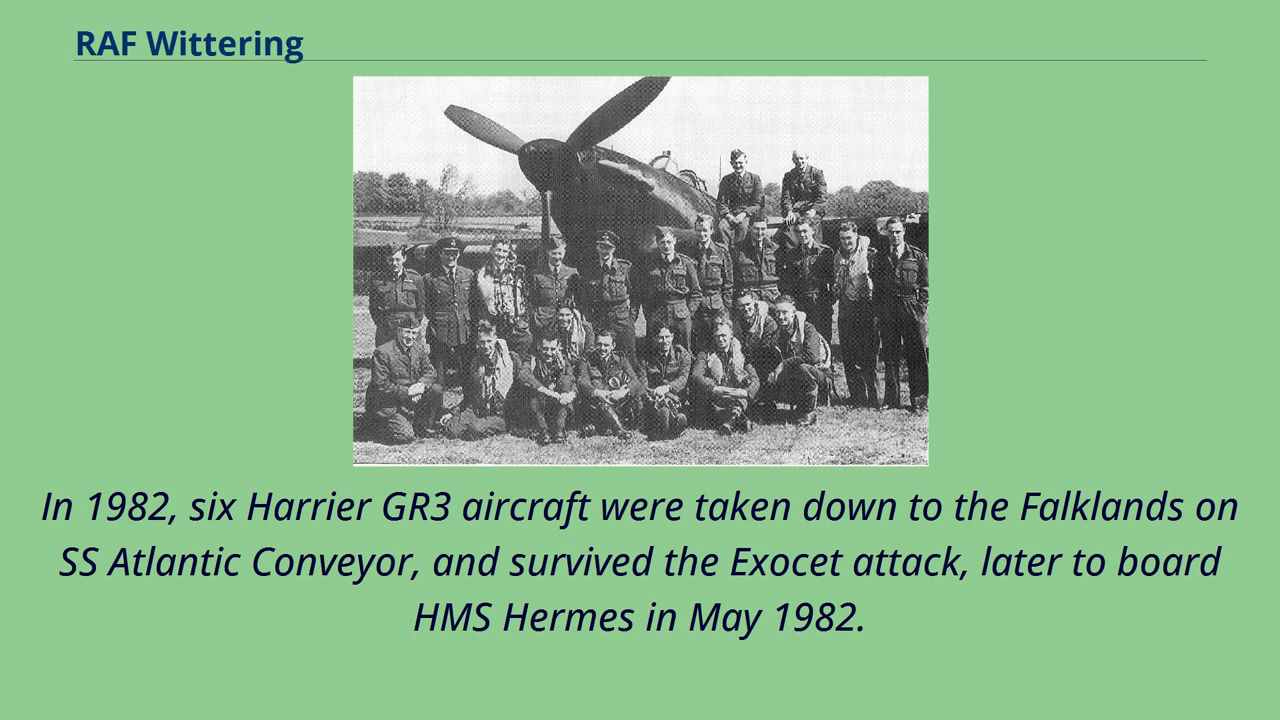 RAF Wittering
In 1982, six Harrier GR3 aircraft were taken down to the Falklands on
SS Atlantic Conveyor, and survived the Exocet attack, later to board
HMS Hermes in May 1982.